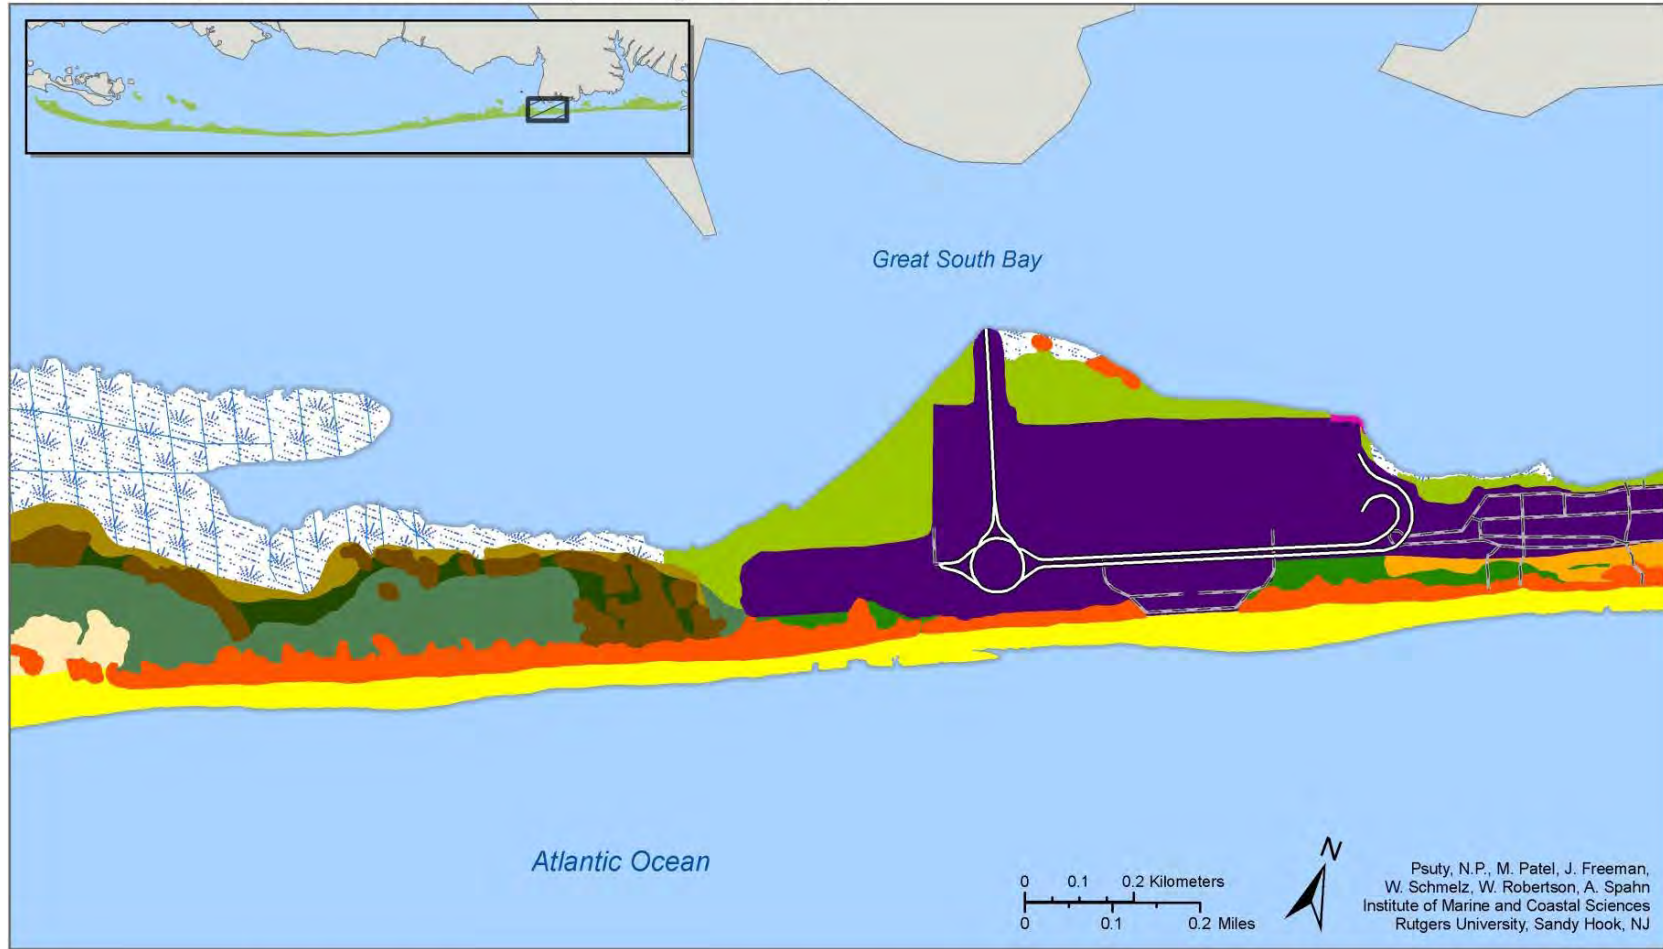 Great South Bay
Atlantic Ocean
0 0.1 0.2 Kilometers
0 0.1 0.2 Miles
N
Psuty, N.P., M. Patel, J. Freeman,
W. Schmelz, W. Robertson, A. Spahn
Institute of Marine and Coastal Sciences
Rutgers University, Sandy Hook, NJ